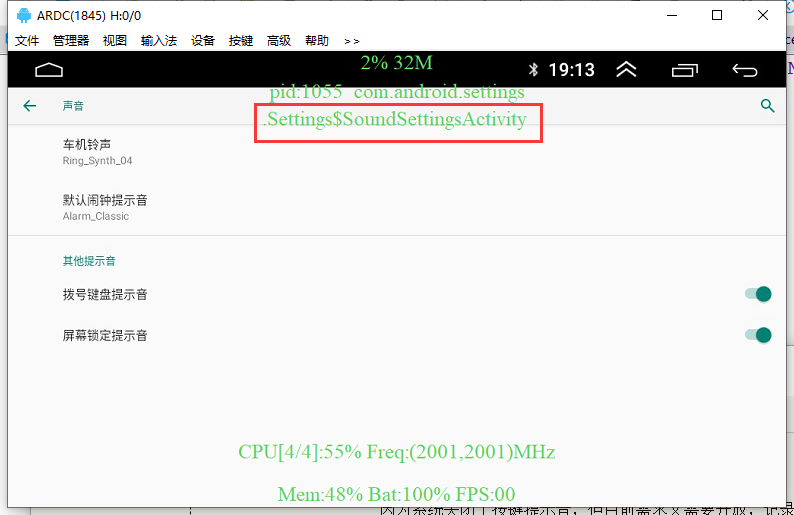 ARDC(1845) H:0/0
文件 管理器 视图 输入法 设备 按键 高级 帮助 >>
2% 32M
19:13
pid:1055 com.android.settings
声音
.Settings$SoundSettingsActivity
车机铃声
Ring_Synth_04
默认闹钟提示音
Alarm_Classic
其他提示音
拨号键盘提示音
屏幕锁定提示音
CPU[4/4]:55% Freq:(2001,2001)MHz
Mem:48% Bat:100% FPS:00